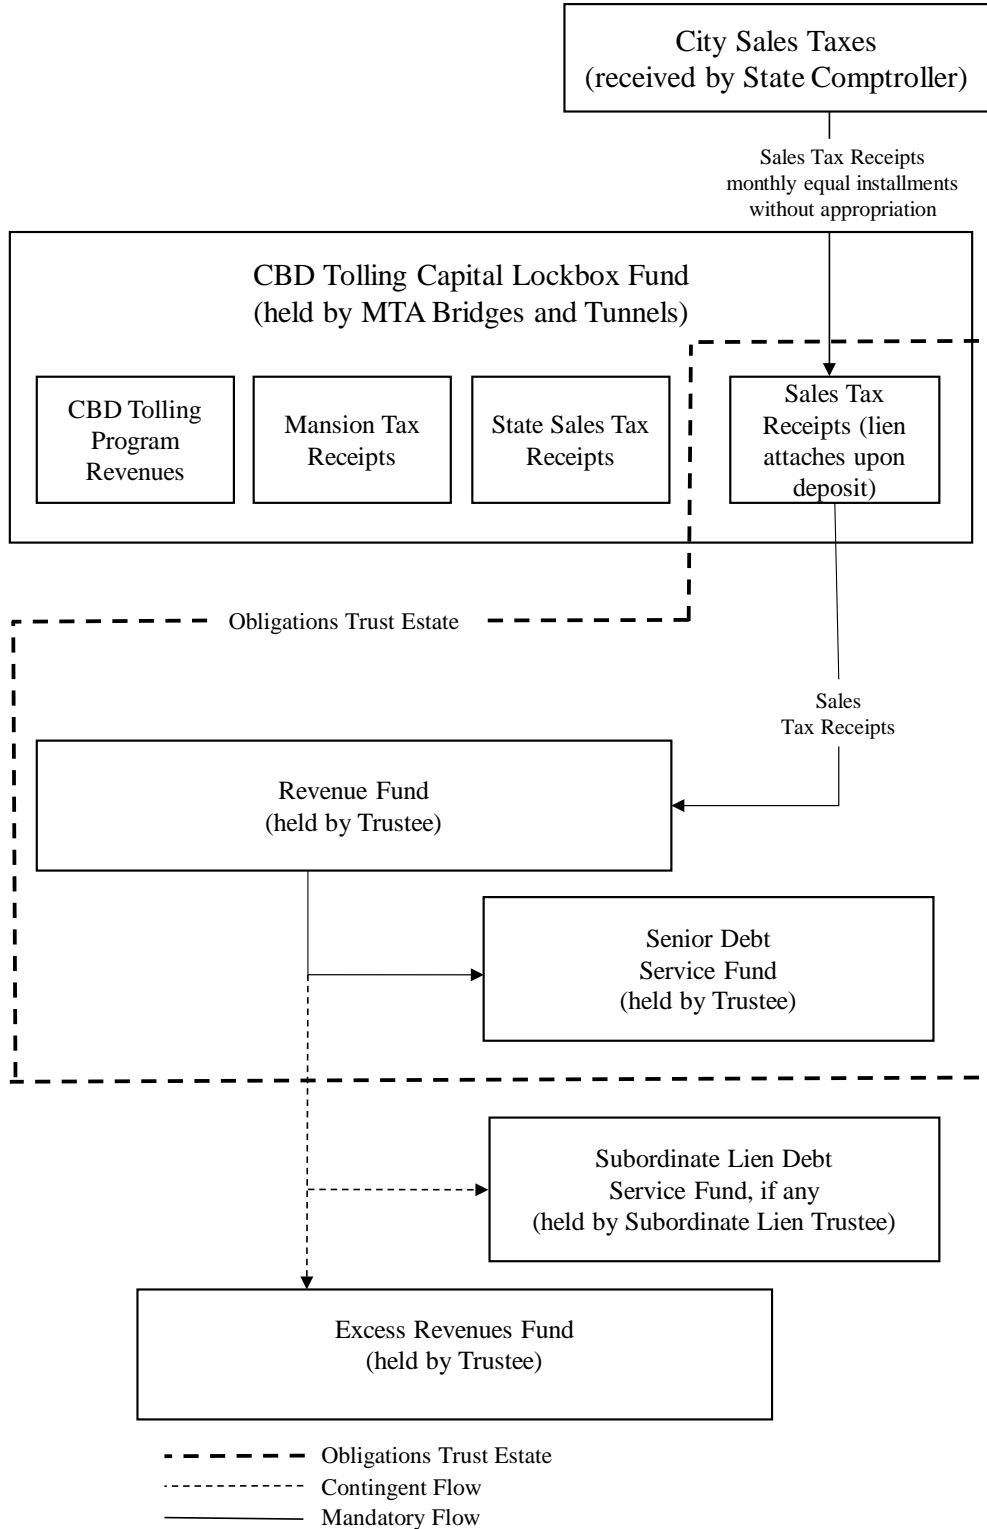 City Sales Taxes
(received by State Comptroller)
Sales Tax Receipts
monthly equal installments
without appropriation
CBD Tolling Capital Lockbox Fund
(held by MTA Bridges and Tunnels)
CBD Tolling
Program
Revenues
Mansion Tax
Receipts
State Sales Tax
Receipts
Sales Tax
Receipts (lien
attaches upon
deposit)
Obligations Trust Estate
Sales
Tax Receipts
Revenue Fund
(held by Trustee)
Senior Debt
Service Fund
(held by Trustee)
Subordinate Lien Debt
Service Fund, if any
(held by Subordinate Lien Trustee)
Excess Revenues Fund
(held by Trustee)
Obligations Trust Estate
Contingent Flow
Mandatory Flow